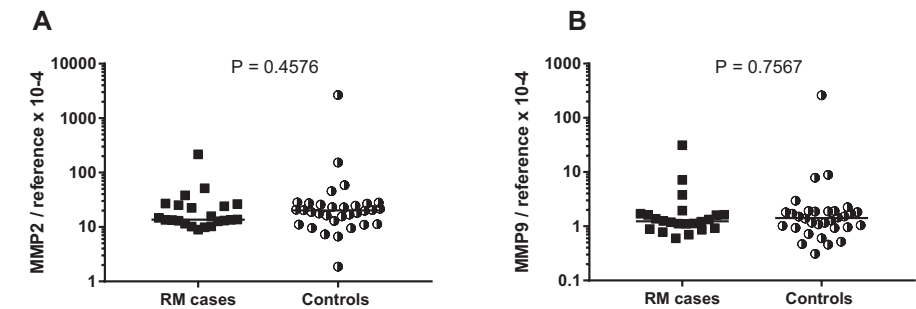 A
P = 0.4576
MMP2 / reference x 10-4
10000
1000
100
10
1
RM cases
Controls
B
P = 0.7567
MMP9 / reference x 10-4
1000
100
10
1
0.1
RM cases
Controls